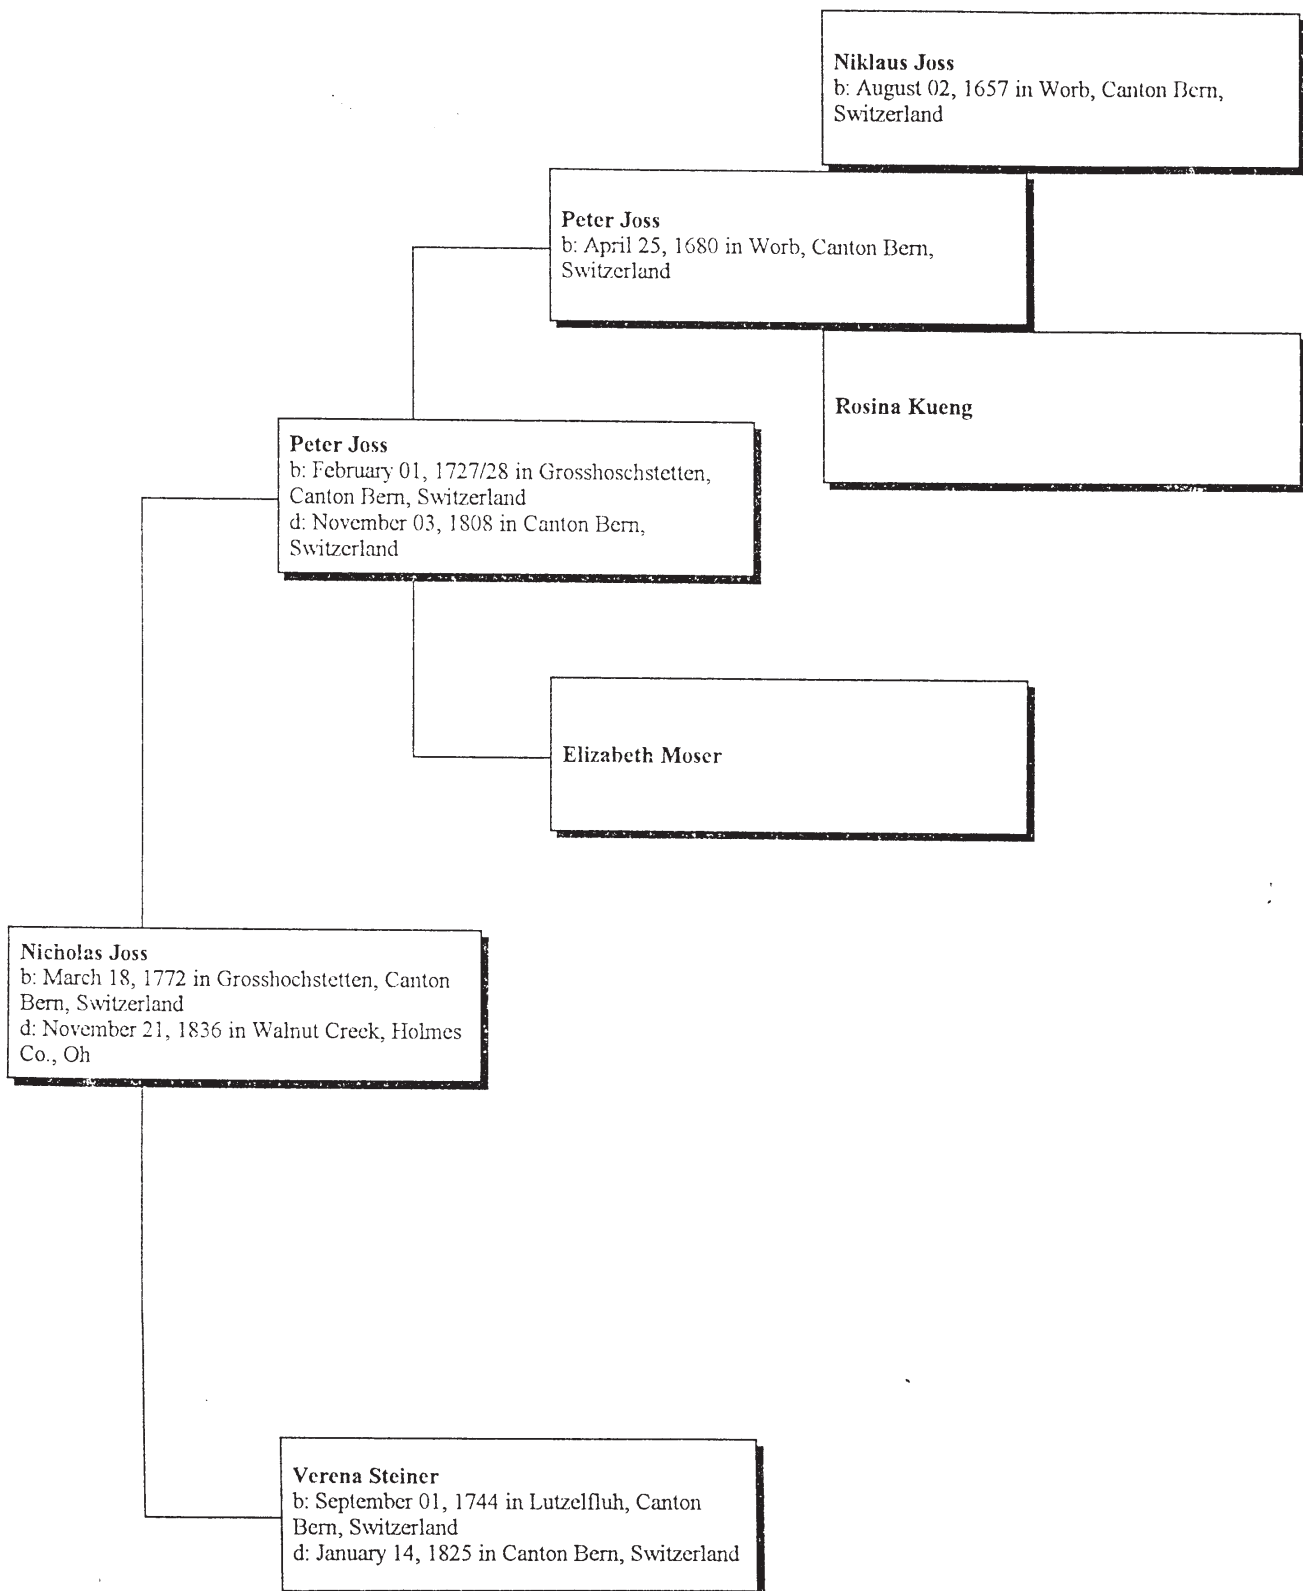 Niklaus Joss
b: August 02, 1657 in Worb, Canton Bern,
Switzerland
Peter Joss
b: April 25, 1680 in Worb, Canton Bern,
Switzerland
Rosina Kueng
Peter Joss
b: February 01, 1727/28 in Grosshoschstetten,
Canton Bern, Switzerland
d: November 03, 1808 in Canton Bern,
Switzerland
Elizabeth Moser
Nicholas Joss
b: March 18, 1772 in Grosshochstetten, Canton
Bern, Switzerland
d: November 21, 1836 in Walnut Creek, Holmes
Co., Oh
Verena Steiner
b: September 01, 1744 in Lutzelfluh, Canton
Bern, Switzerland
d: January 14, 1825 in Canton Bern, Switzerland